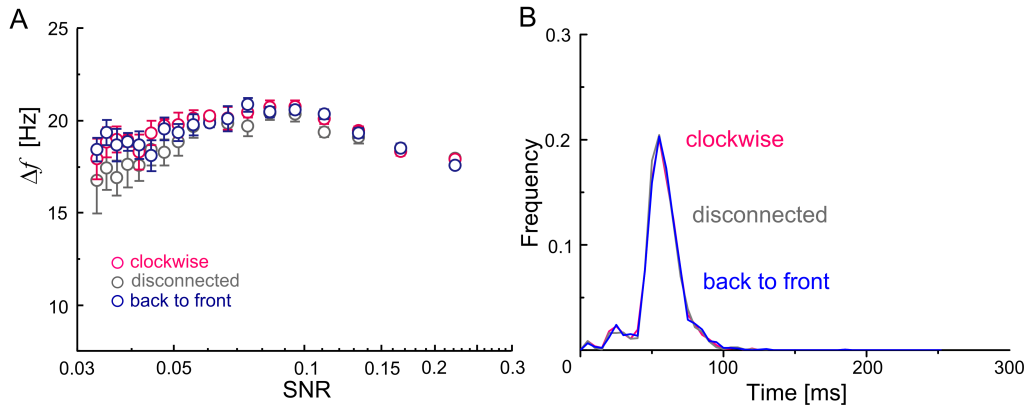 A
25
20
15
10
Δf [Hz]
0.03
0.05
0.1
0.15
0.2
0.3
SNR
clockwise
disconnected
back to front
B
0.3
0.2
0.1
Frequency
0
100
200
300
Time [ms]
clockwise
disconnected
back to front